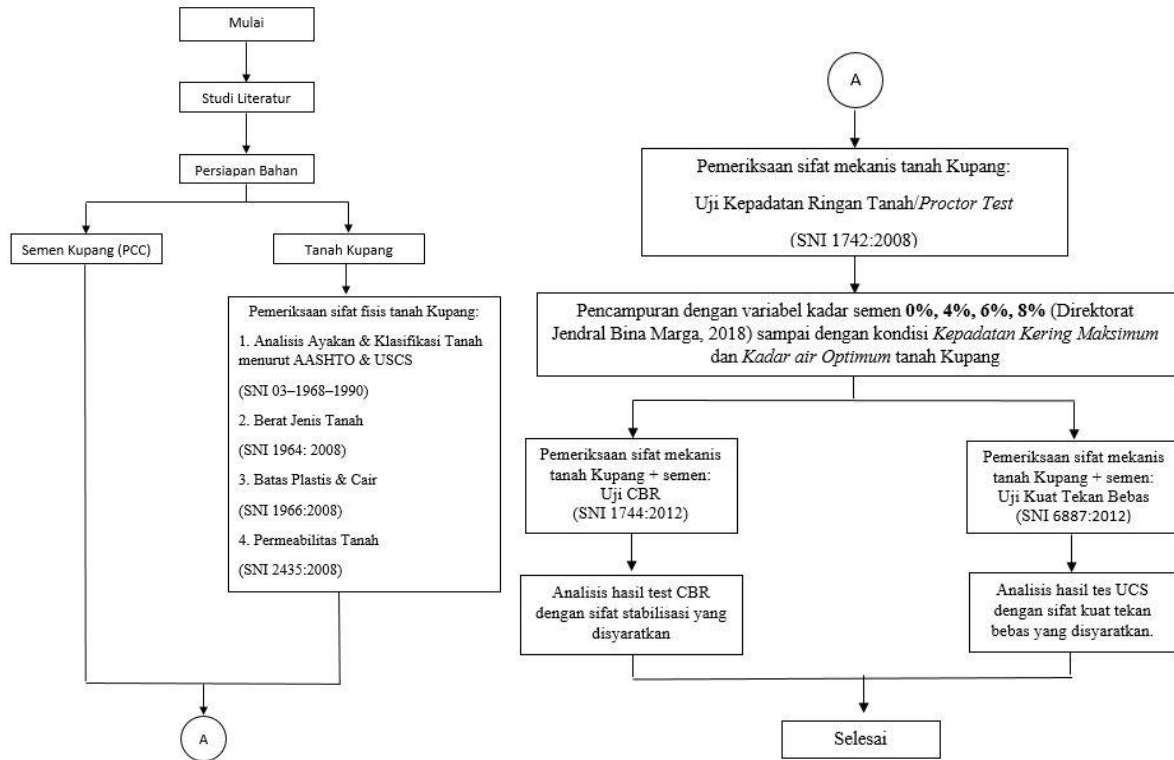 Mulai
Studi Literatur
Persiapan Bahan
Semen Kupang (PCC)
Tanah Kupang
Pemeriksaan sifat fisis tanah Kupang:
1. Analisis Ayakan & Klasifikasi Tanah
menurut AASHTO & USCS
(SNI 03–1968–1990)
2. Berat Jenis Tanah
(SNI 1964: 2008)
3. Batas Plastis & Cair
(SNI 1966:2008)
4. Permeabilitas Tanah
(SNI 2435:2008)
A
A
Pemeriksaan sifat mekanis tanah Kupang:
Uji Kepadatan Ringan Tanah/Proctor Test
(SNI 1742:2008)
Pencampuran dengan variabel kadar semen 0%, 4%, 6%, 8% (Direktorat
Jendral Bina Marga, 2018) sampai dengan kondisi Kepadatan Kering Maksimum
dan Kadar air Optimum tanah Kupang
Pemeriksaan sifat mekanis
tanah Kupang + semen:
Uji CBR
(SNI 1744:2012)
Pemeriksaan sifat mekanis
tanah Kupang + semen:
Uji Kuat Tekan Bebas
(SNI 6887:2012)
Analisis hasil test CBR
dengan sifat stabilisasi yang
disyaratkan
Analisis hasil tes UCS
dengan sifat kuat tekan
bebas yang disyaratkan.
Selesai